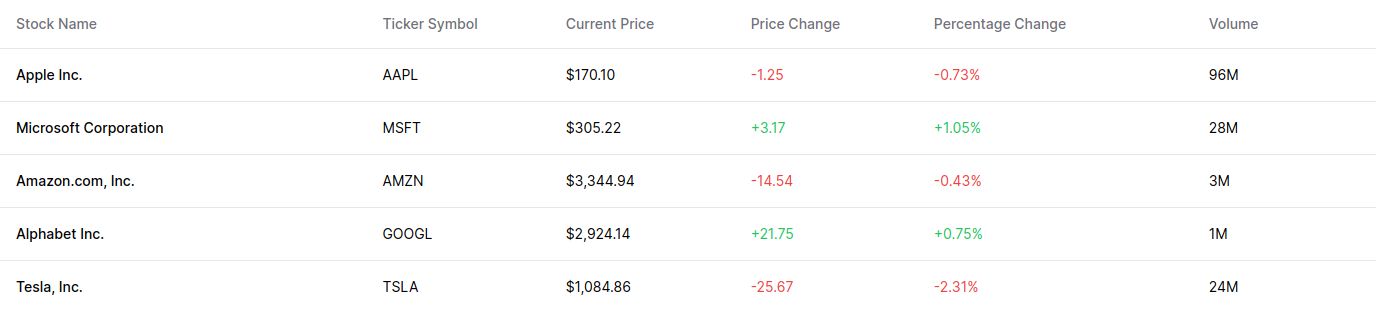 Stock Name Ticker Symbol Current Price Price Change Percentage Change Volume
Apple Inc. AAPL $170.10 -1.25 -0.73% 96M
Microsoft Corporation MSFT $305.22 +3.17 +1.05% 28M
Amazon.com, Inc. AMZN $3,344.94 -14.54 -0.43% 3M
Alphabet Inc. GOOGL $2,924.14 +21.75 +0.75% 1M
Tesla, Inc. TSLA $1,084.86 -25.67 -2.31% 24M